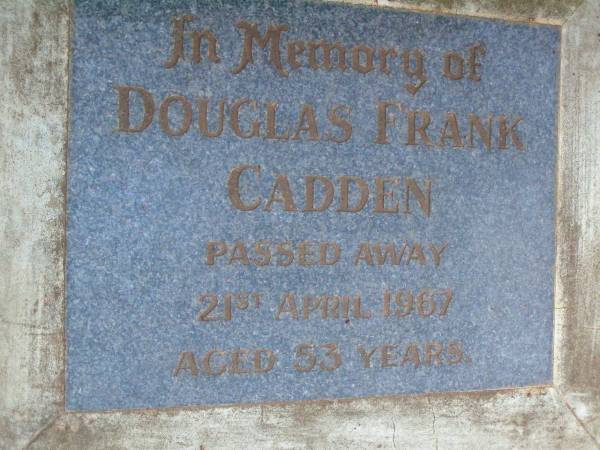 In Memory of
DOUGLAS FRANK
CADDEN
PASSED AWAY
21ST APRIL 1967
AGED 53 YEARS.